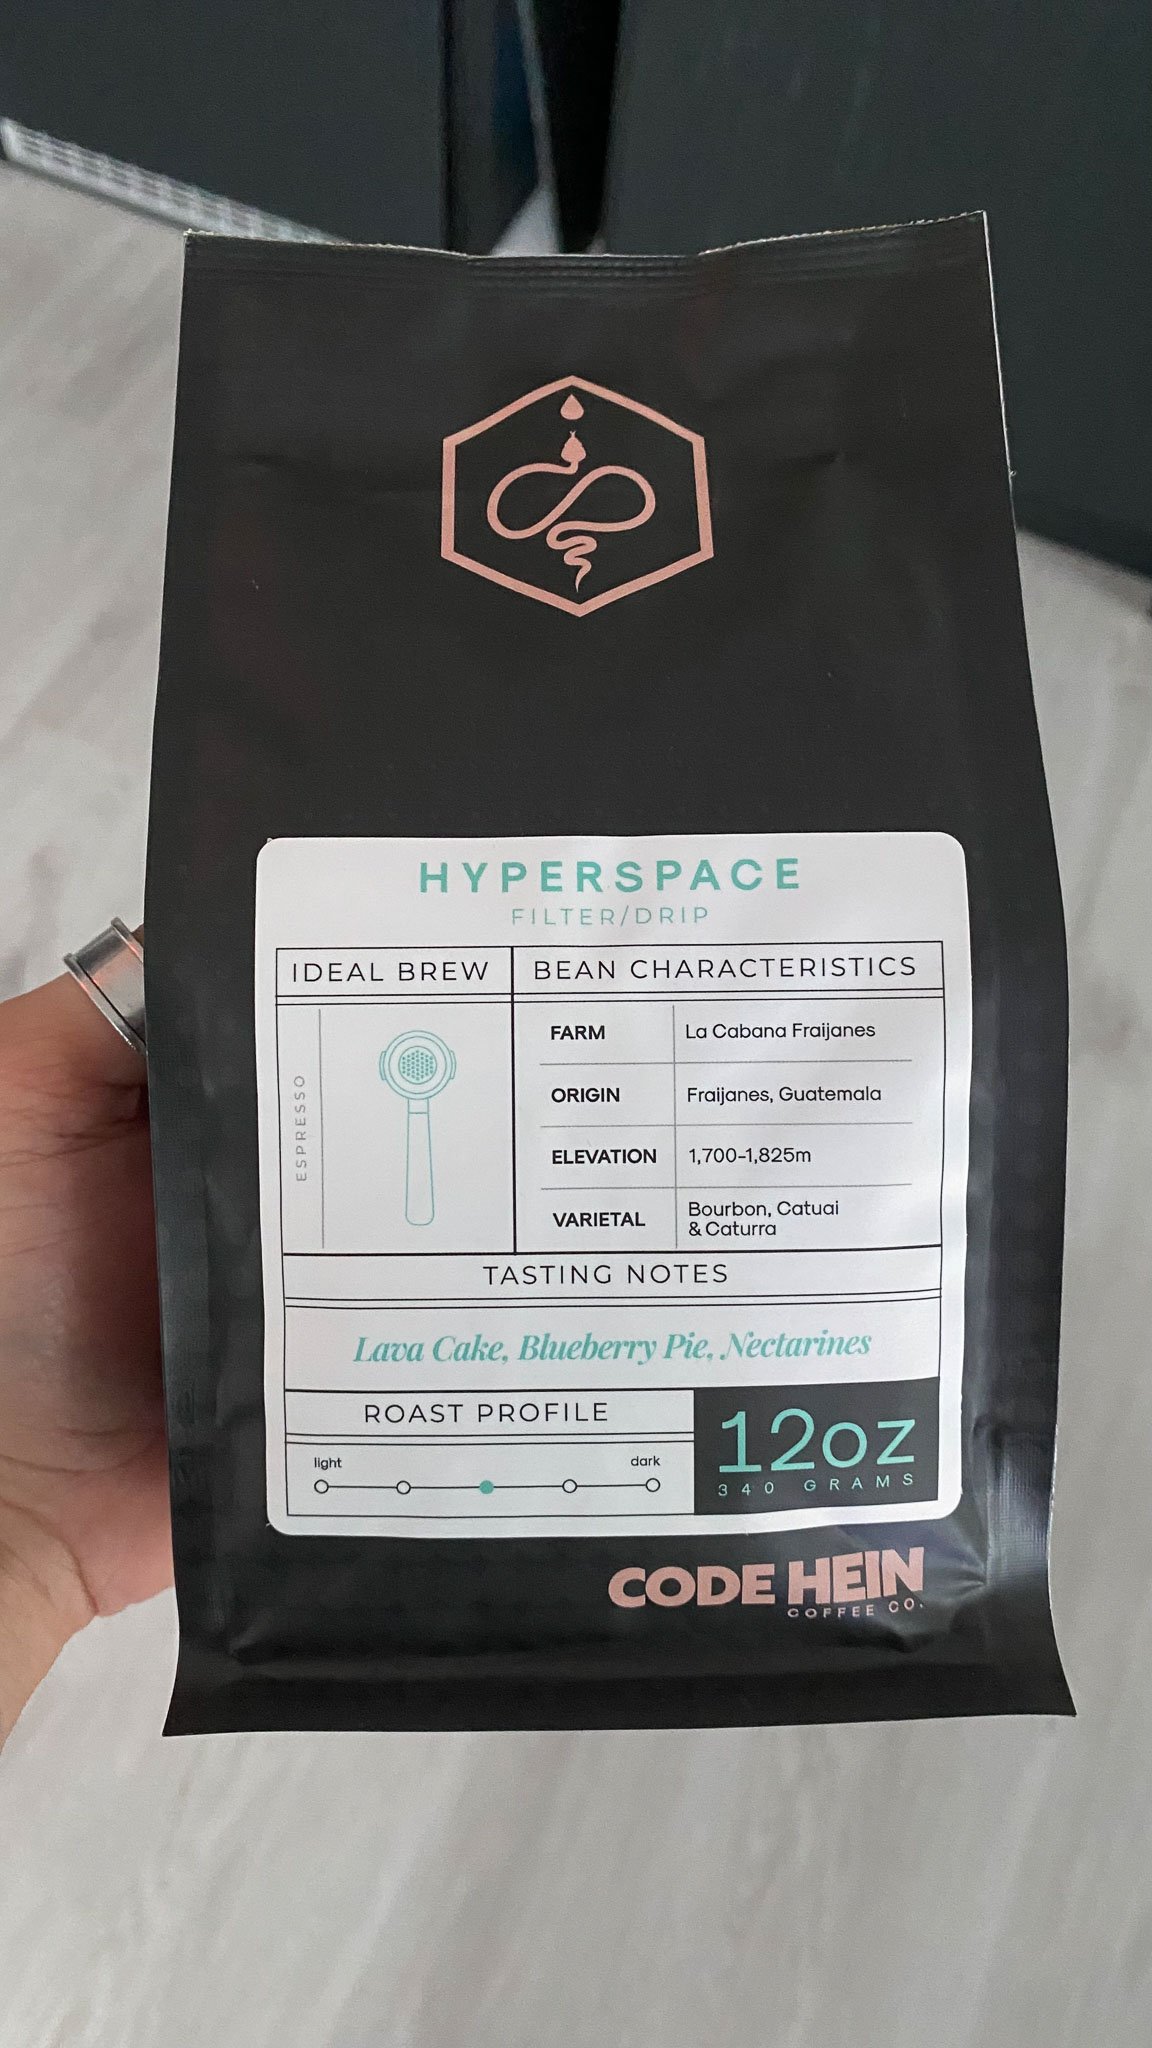 HYPERSPACE
FILTER/DRIP
IDEAL BREW
ESPRESSO
BEAN CHARACTERISTICS
FARM La Cabana Fraijanes
ORIGIN Fraijanes, Guatemala
ELEVATION 1,700-1,825m
VARIETAL Bourbon, Catuai
& Caturra
TASTING NOTES
Lava Cake, Blueberry Pie, Nectarines
ROAST PROFILE
light dark
12oz
340 GRAMS
CODE HEIN
COFFEE CO.